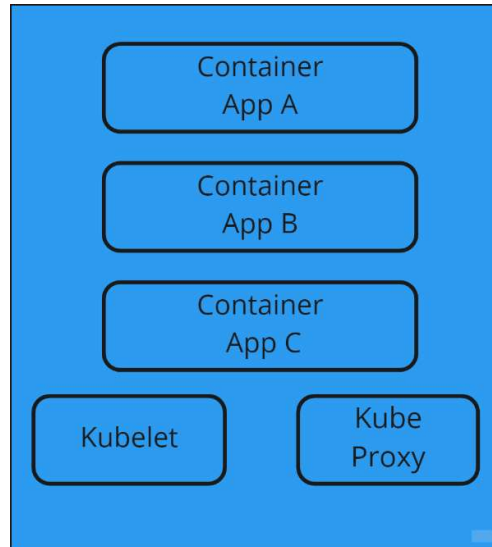 Container
App A
Container
App B
Container
App C
Kubelet
Kube
Proxy